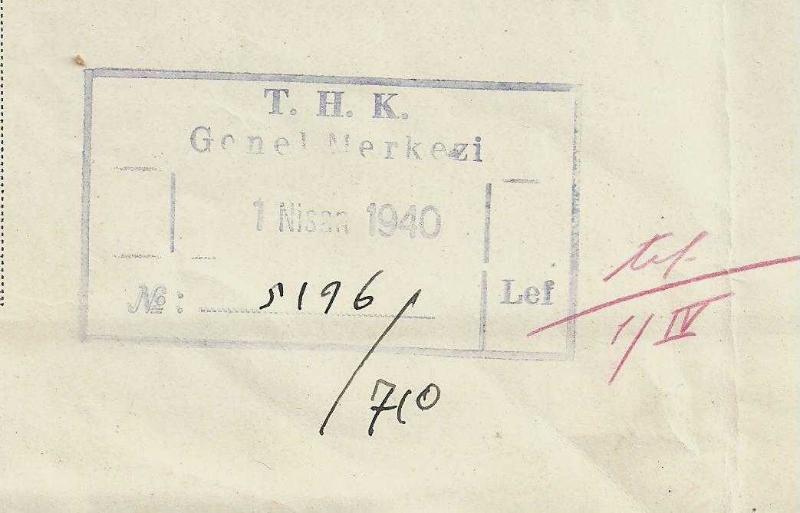 T. H. K.
Genel Merkezi
1 Nisan 1940
№: 5196/710
Lef
1/IV